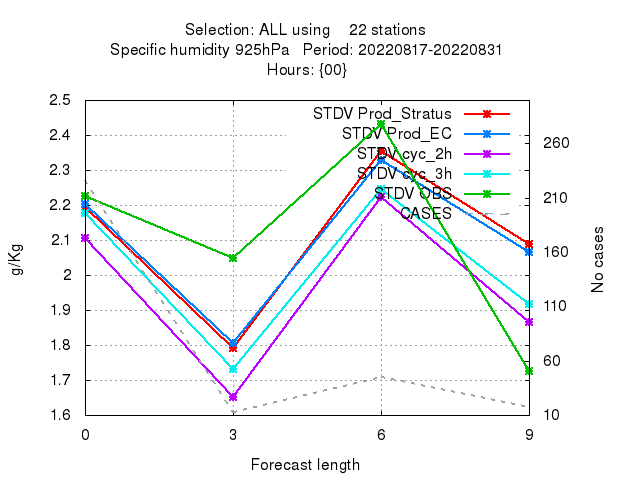 Selection: ALL using    22 stations
Specific humidity 925hPa   Period: 20220817-20220831
Hours: {00}
STDV Prod_Stratus
STDV Prod_EC
STDV cyc_2h
STDV cyc_3h
STDV OBS
CASES
2.5
2.4
2.3
2.2
2.1
2
1.9
1.8
1.7
1.6
g/Kg
260
210
160
110
60
10
No cases
0 3 6 9
Forecast length